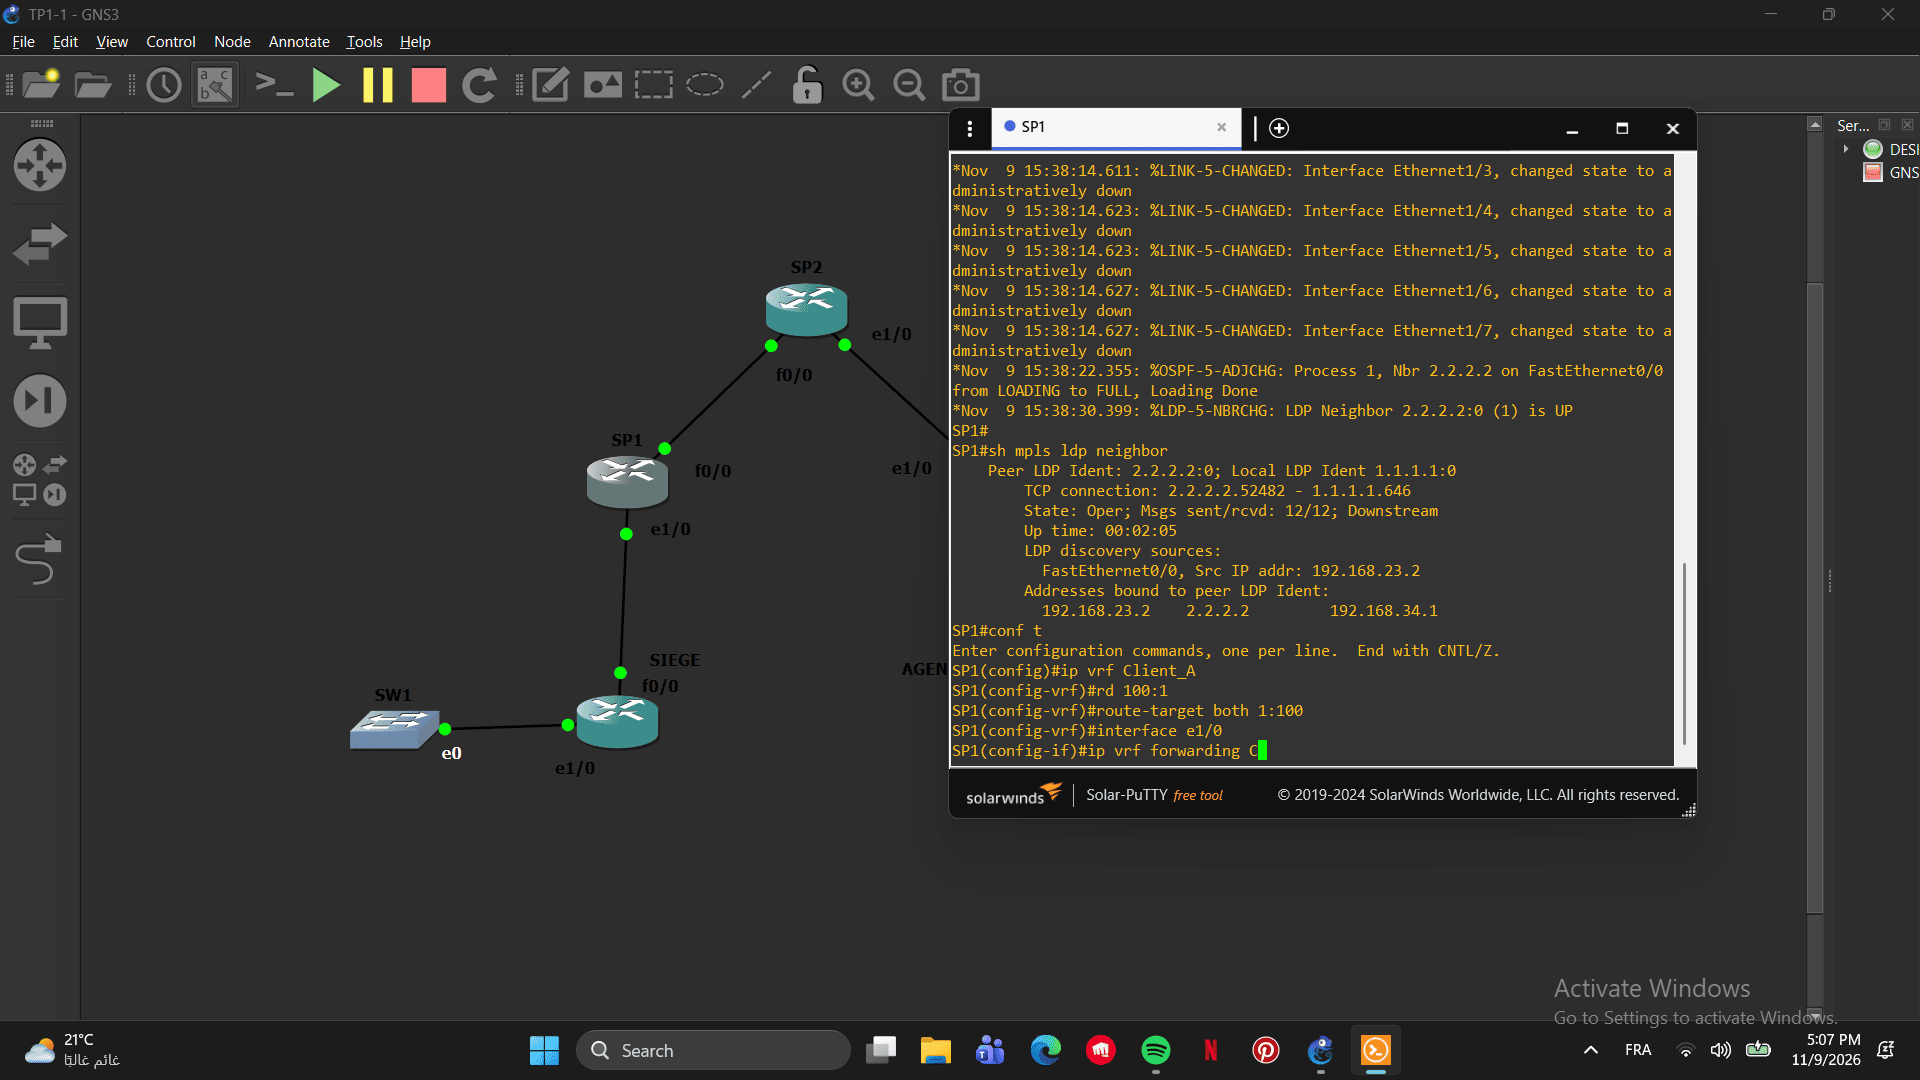 TP1-1 - GNS3
File Edit View Control Node Annotate Tools Help
SP1
Ser...
DESH
GNS
*Nov  9 15:38:14.611: %LINK-5-CHANGED: Interface Ethernet1/3, changed state to a
dministratively down
*Nov  9 15:38:14.623: %LINK-5-CHANGED: Interface Ethernet1/4, changed state to a
dministratively down
*Nov  9 15:38:14.623: %LINK-5-CHANGED: Interface Ethernet1/5, changed state to a
dministratively down
*Nov  9 15:38:14.627: %LINK-5-CHANGED: Interface Ethernet1/6, changed state to a
dministratively down
*Nov  9 15:38:14.627: %LINK-5-CHANGED: Interface Ethernet1/7, changed state to a
dministratively down
*Nov  9 15:38:22.355: %OSPF-5-ADJCHG: Process 1, Nbr 2.2.2.2 on FastEthernet0/0
from LOADING to FULL, Loading Done
*Nov  9 15:38:30.399: %LDP-5-NBRCHG: LDP Neighbor 2.2.2.2:0 (1) is UP
SP1#
SP1#sh mpls ldp neighbor
    Peer LDP Ident: 2.2.2.2:0; Local LDP Ident 1.1.1.1:0
        TCP connection: 2.2.2.2.52482 - 1.1.1.1.646
        State: Oper; Msgs sent/rcvd: 12/12; Downstream
        Up time: 00:02:05
        LDP discovery sources:
          FastEthernet0/0, Src IP addr: 192.168.23.2
        Addresses bound to peer LDP Ident:
          192.168.23.2    2.2.2.2         192.168.34.1
SP1#conf t
Enter configuration commands, one per line.  End with CNTL/Z.
SP1(config)#ip vrf Client_A
SP1(config-vrf)#rd 100:1
SP1(config-vrf)#route-target both 1:100
SP1(config-vrf)#interface e1/0
SP1(config-if)#ip vrf forwarding C
solarwinds Solar-PuTTY free tool © 2019-2024 SolarWinds Worldwide, LLC. All rights reserved.
SP2
e1/0
f0/0
SP1
f0/0
e1/0
e1/0
SIEGE
f0/0
AGEN
SW1
e0
e1/0
Activate Windows
Go to Settings to activate Windows.
21°C
غائم غالبًا
Search
FRA
5:07 PM
11/9/2026